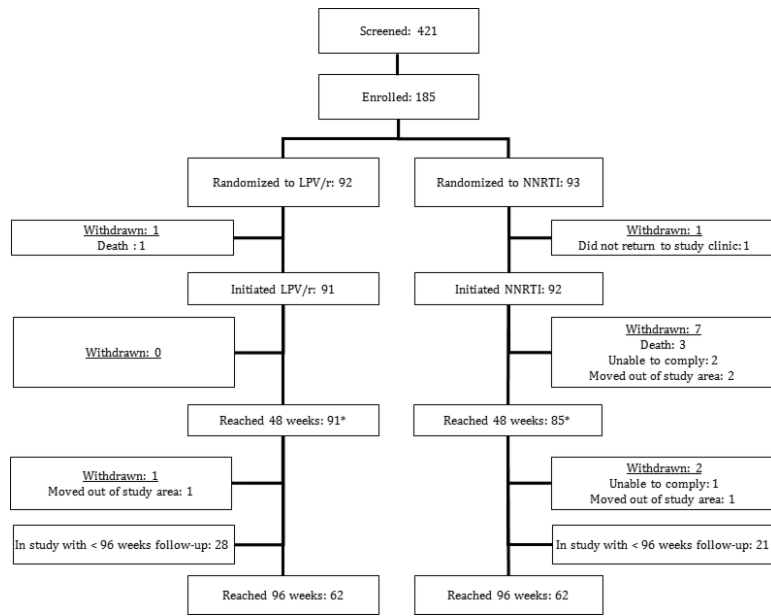 Screened: 421
Enrolled: 185
Randomized to LPV/r: 92
Randomized to NNRTI: 93
Withdrawn: 1
Death : 1
Withdrawn: 1
Did not return to study clinic: 1
Initiated LPV/r: 91
Initiated NNRTI: 92
Withdrawn: 0
Withdrawn: 7
Death: 3
Unable to comply: 2
Moved out of study area: 2
Reached 48 weeks: 91*
Reached 48 weeks: 85*
Withdrawn: 1
Moved out of study area: 1
Withdrawn: 2
Unable to comply: 1
Moved out of study area: 1
In study with < 96 weeks follow-up: 28
In study with < 96 weeks follow-up: 21
Reached 96 weeks: 62
Reached 96 weeks: 62